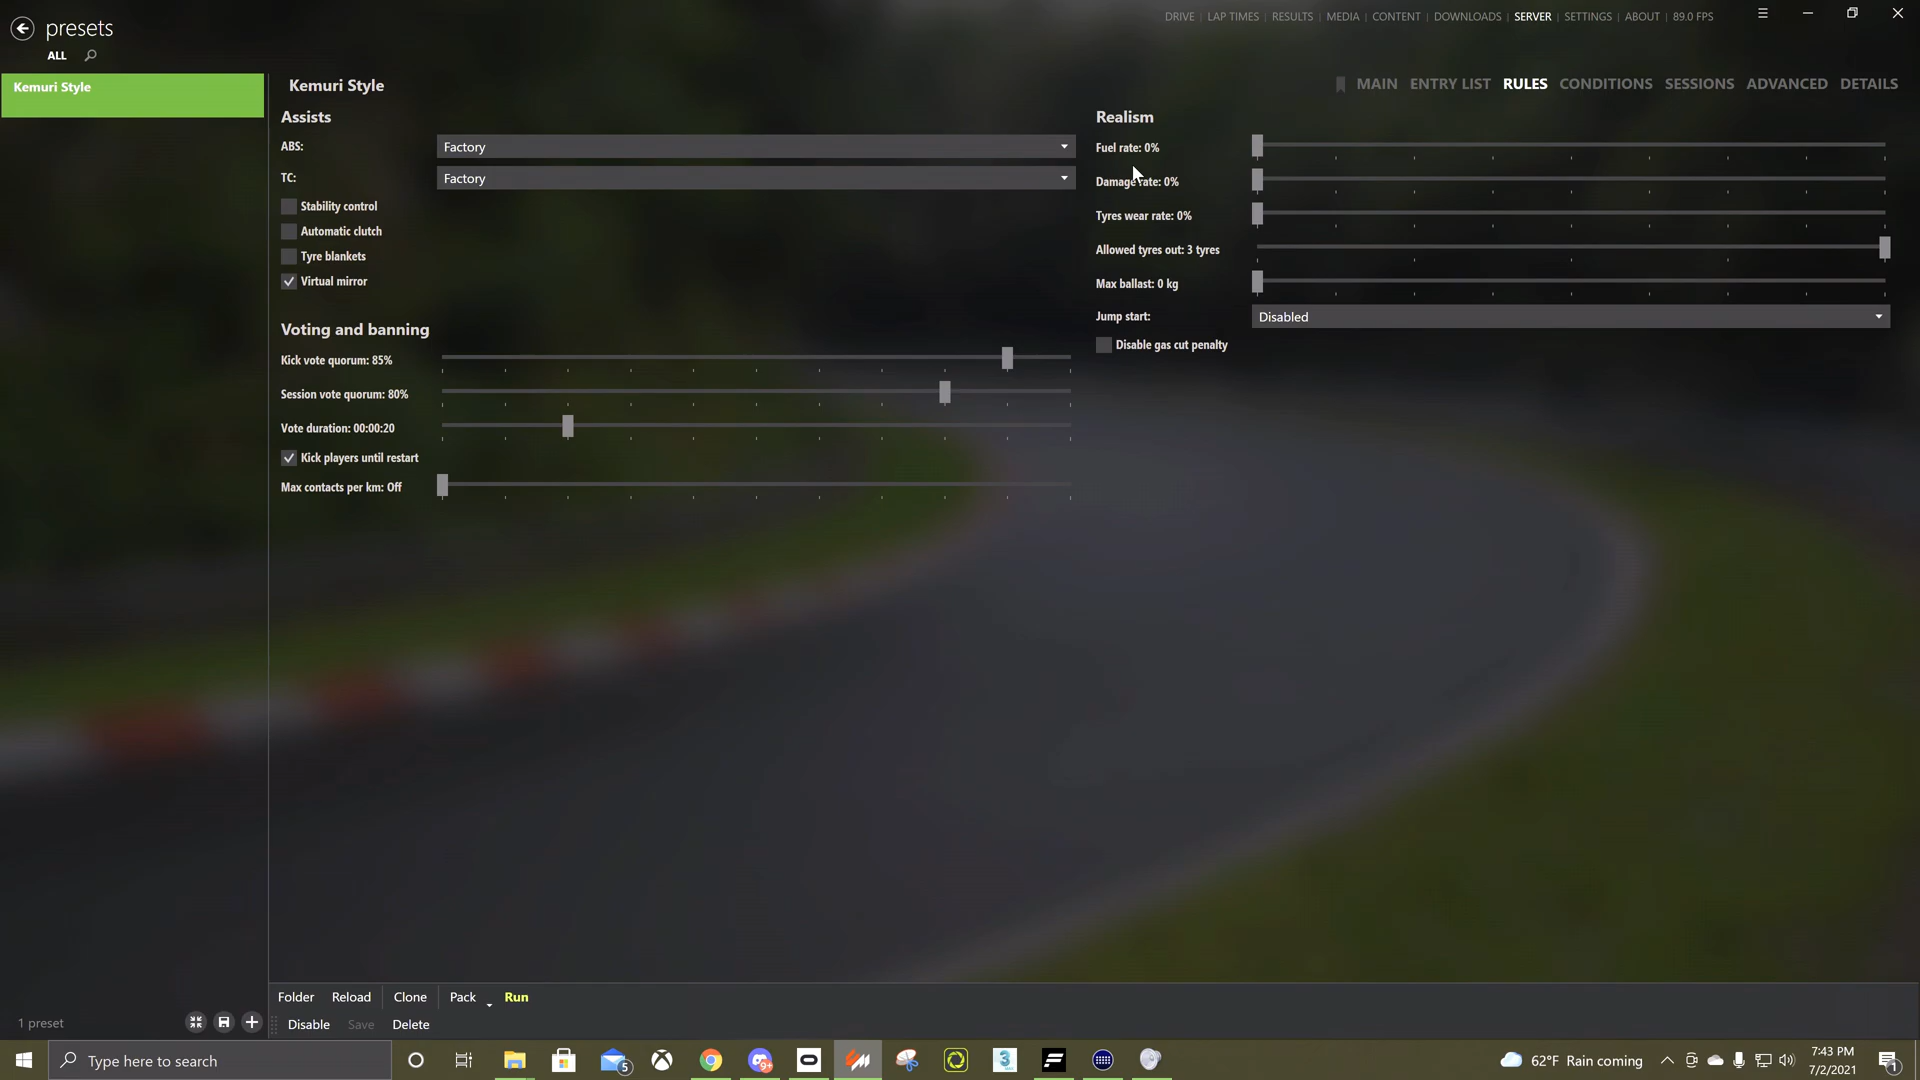 presets
DRIVE LAP TIMES RESULTS MEDIA CONTENT DOWNLOADS SERVER SETTINGS ABOUT 89.0 FPS
ALL
Kemuri Style
Kemuri Style
MAIN ENTRY LIST RULES CONDITIONS SESSIONS ADVANCED DETAILS
Assists
ABS: Factory
TC: Factory
Stability control
Automatic clutch
Tyre blankets
Virtual mirror
Voting and banning
Kick vote quorum: 85%
Session vote quorum: 80%
Vote duration: 00:00:20
Kick players until restart
Max contacts per km: Off
Realism
Fuel rate: 0%
Damage rate: 0%
Tyres wear rate: 0%
Allowed tyres out: 3 tyres
Max ballast: 0 kg
Jump start: Disabled
Disable gas cut penalty
Folder Reload Clone Pack Run
1 preset
Disable Save Delete
Type here to search
5
9+
3
62°F Rain coming
7:43 PM
7/2/2021
1